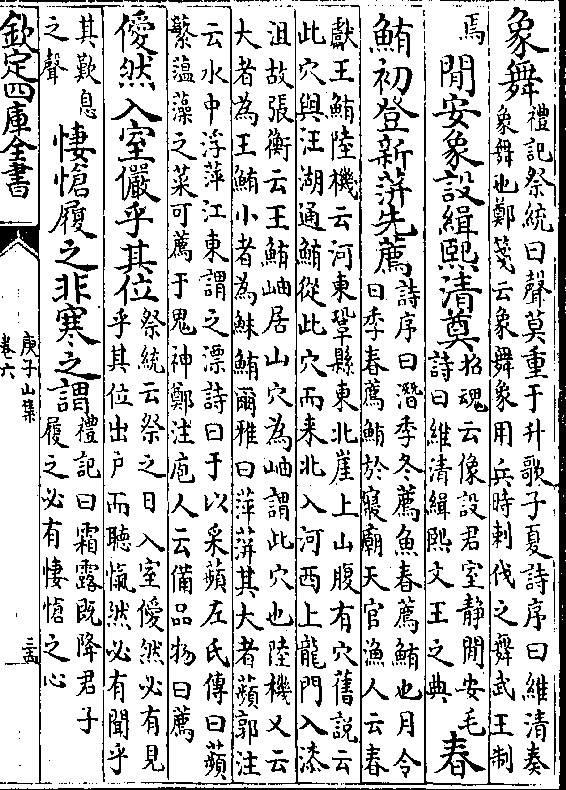 象舞禮記祭統曰聲莫重于升歌子夏詩序曰維清奏
象舞也鄭箋云象舞象用兵時刺伐之舞武王制
焉閒安象設緝熙清奠招魂云像設君室静閒安毛
詩曰維清緝熙文王之典春
鮪初登新蓱先薦詩序曰潛季冬薦魚春薦鮪也月令
曰季春薦鮪於寢廟天官漁人云春
獻王鮪陸機云河東鞏縣東北崖上山腹有穴舊説云
此穴與汪湖通鮪從此穴而来北入河西上龍門入漆
沮故張衡云王鮪岫居山穴為岫謂此穴也陸機又云
大者為王鮪小者為鮛鮪爾雅曰萍蓱其大者蘋郭注
云水中浮萍江東謂之漂詩曰于以采蘋左氏傳曰蘋
蘩薀藻之菜可薦于鬼神鄭注庖人云備品物曰薦
僾然入室儼乎其位祭統云祭之日入室僾然必有見
乎其位出户而聽愾然必有聞乎
其歎息
之聲悽愴履之非寒之謂禮記曰霜露既降君子
履之必有悽愴之心
欽定四庫全書
庾子山集
卷六